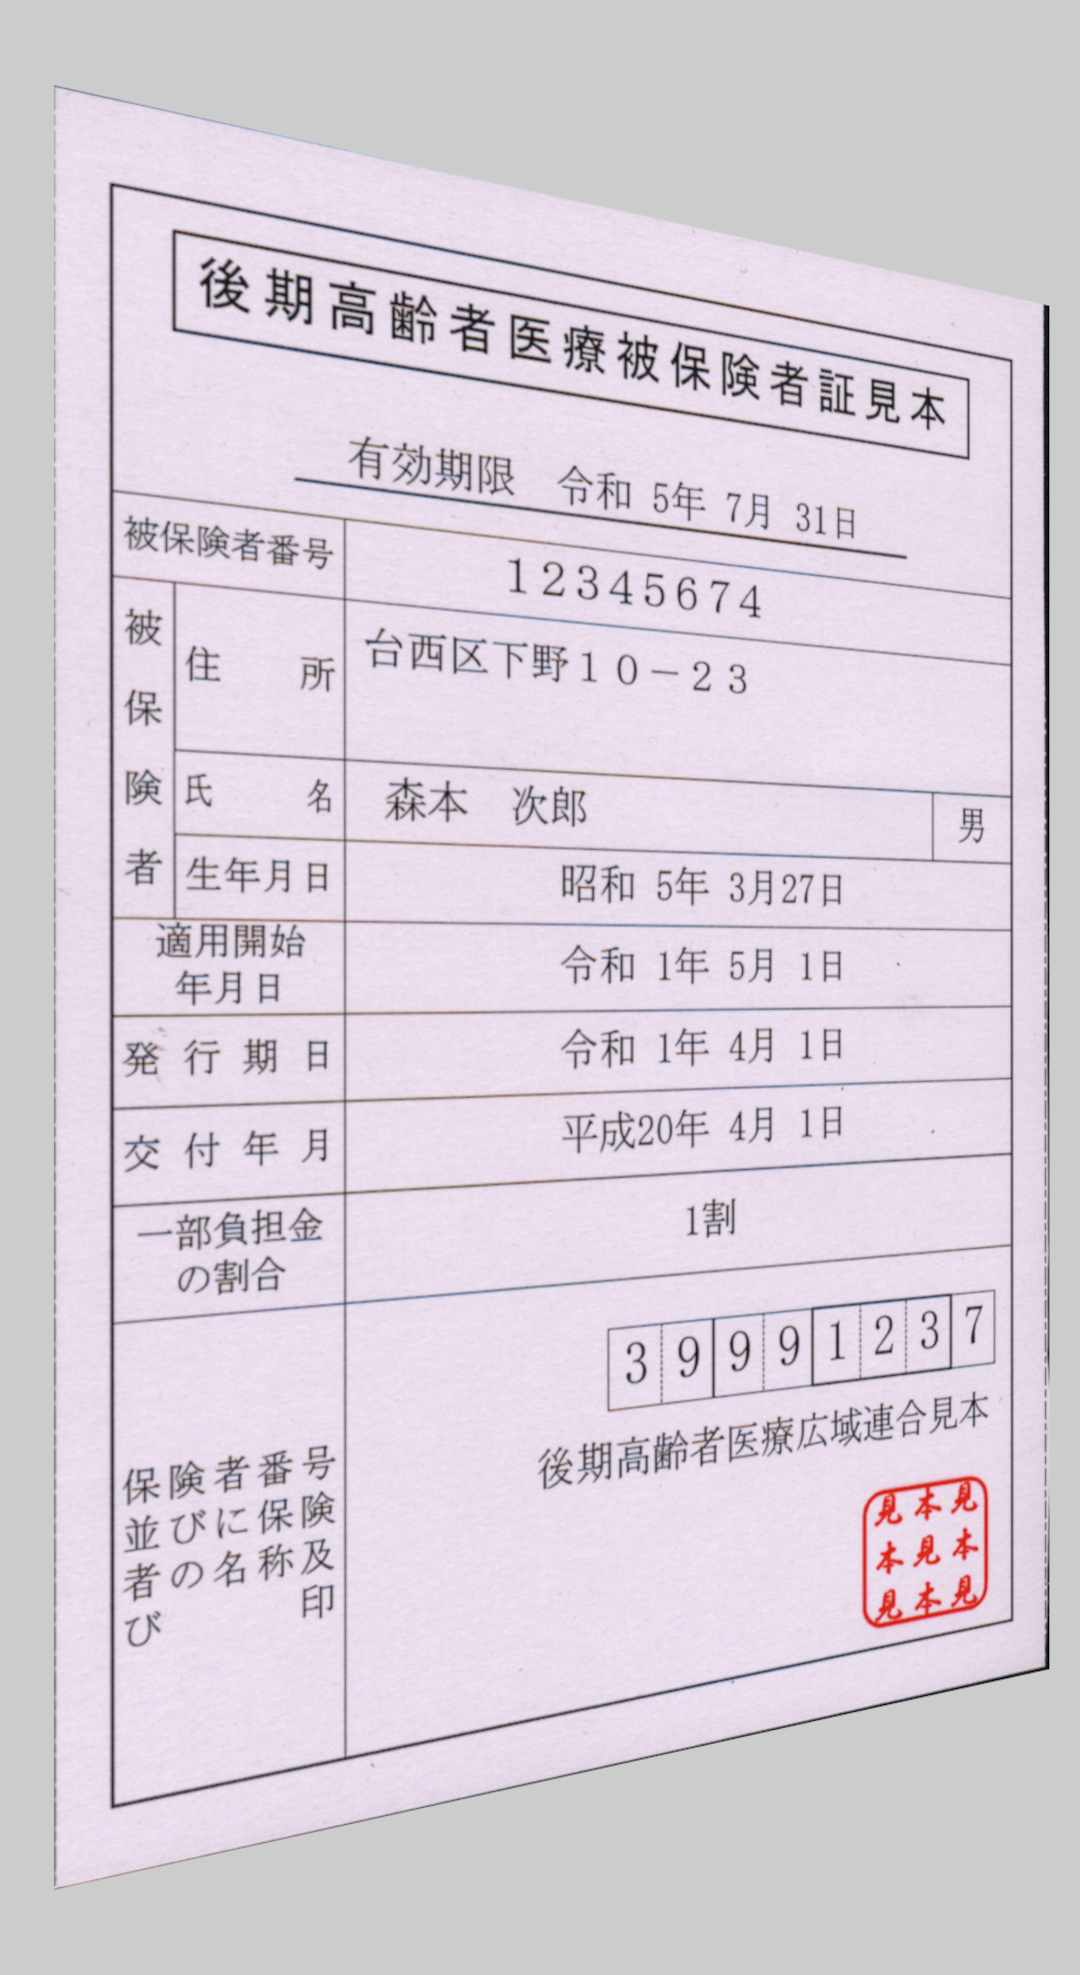 後期高齢者医療被保険者証見本
有効期限　令和 5年 7月 31日
被保険者番号　12345674
被保険者
住所　台西区下野１０－２３
氏名　森本　次郎　男
生年月日　昭和 5年 3月27日
適用開始
年月日　令和 1年 5月 1日
発行期日　令和 1年 4月 1日
交付年月　平成20年 4月 1日
一部負担金
の割合　1割
39991237
後期高齢者医療広域連合見本
保険者番号
並びに保険
者の名称及
び　　　印
見本見
本見本
見本見